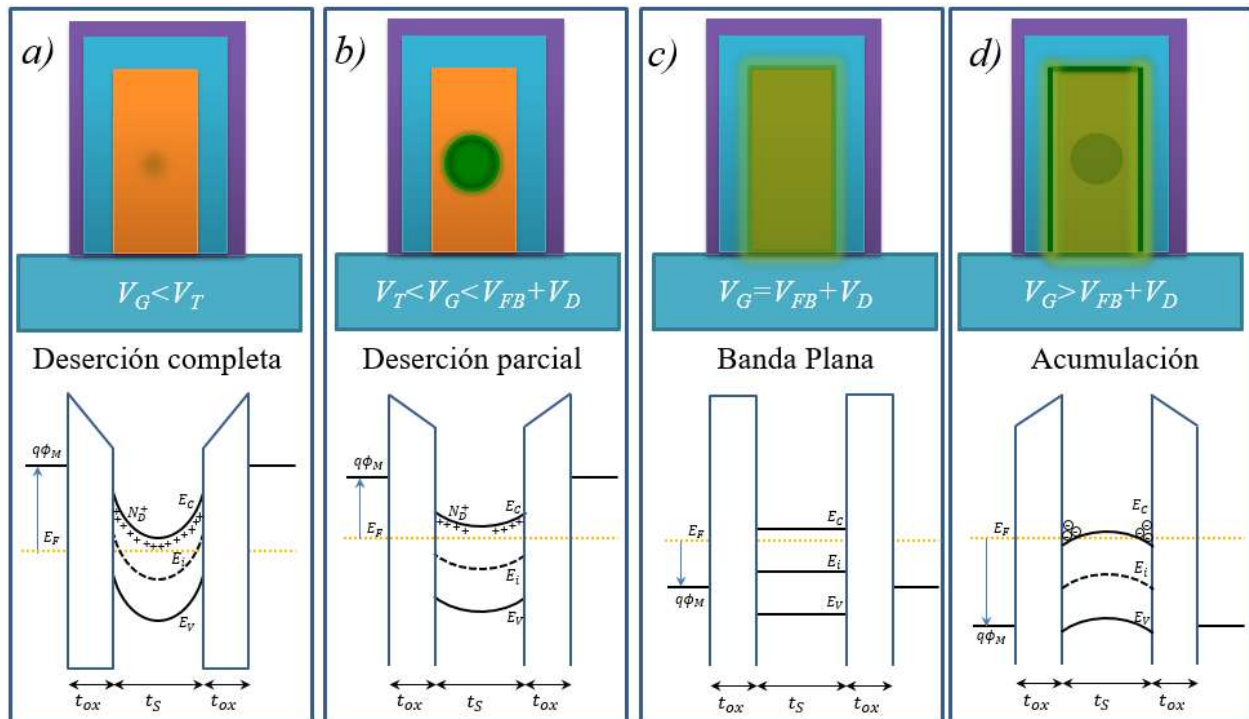 a)
V_G<V_T
Deserción completa
qϕ_M
N_D^+
E_C
E_F
E_i
E_V
t_ox
t_S
t_ox
b)
V_T<V_G<V_FB+V_D
Deserción parcial
qϕ_M
N_D^+
E_C
E_F
E_i
E_V
t_ox
t_S
t_ox
c)
V_G=V_FB+V_D
Banda Plana
E_C
E_F
E_i
qϕ_M
E_V
t_ox
t_S
t_ox
d)
V_G>V_FB+V_D
Acumulación
E_C
E_F
E_i
E_V
qϕ_M
t_ox
t_S
t_ox